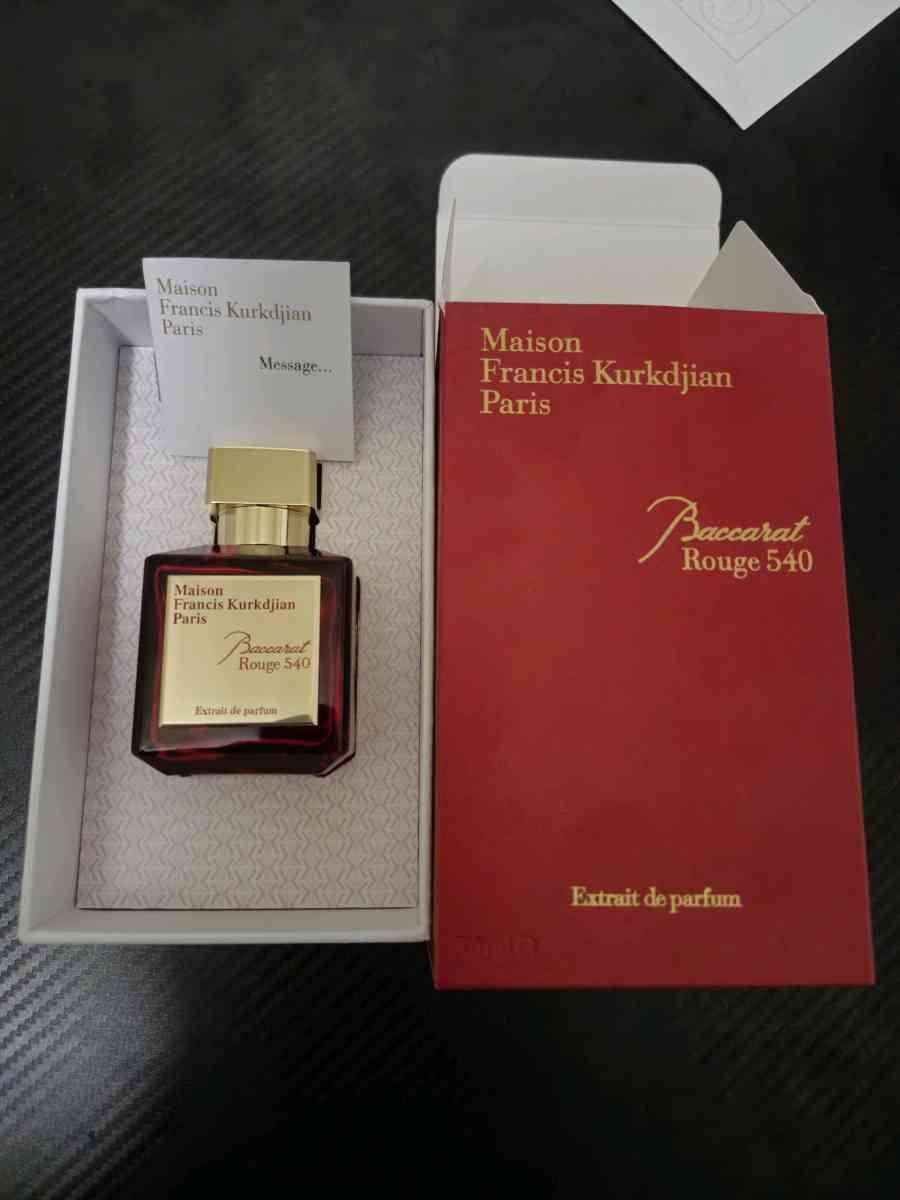 Maison
Francis Kurkdjian
Paris
Message...
Maison
Francis Kurkdjian
Paris
Baccarat
Rouge 540
Extrait de parfum
Maison
Francis Kurkdjian
Paris
Baccarat
Rouge 540
Extrait de parfum